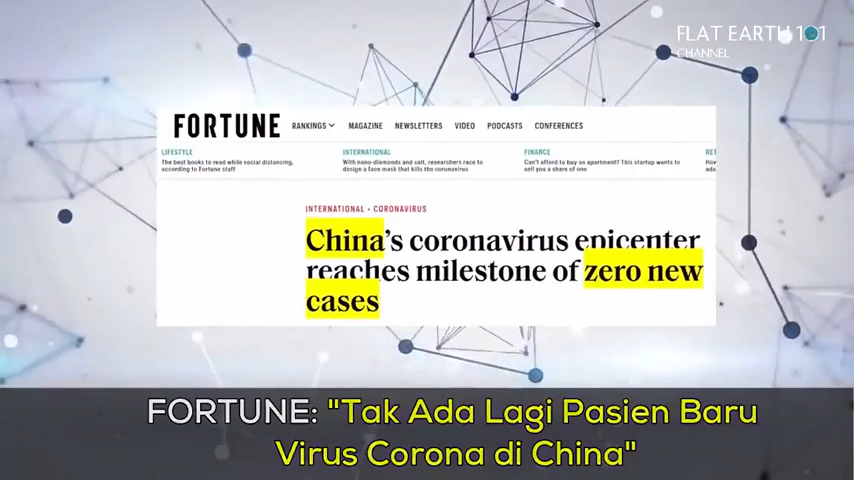 FLAT EARTH 101
CHANNEL
FORTUNE
RANKINGS MAGAZINE NEWSLETTERS VIDEO PODCASTS CONFERENCES
LIFESTYLE INTERNATIONAL FINANCE RET
The best books to read while social distancing, With nano-diamonds and salt, researchers race to Can't afford to buy an apartment? This startup wants to How
according to Fortune staff design a face mask that kills the coronavirus sell you a share of one ada
INTERNATIONAL • CORONAVIRUS
China's coronavirus epicenter
reaches milestone of zero new
cases
FORTUNE: "Tak Ada Lagi Pasien Baru
Virus Corona di China"